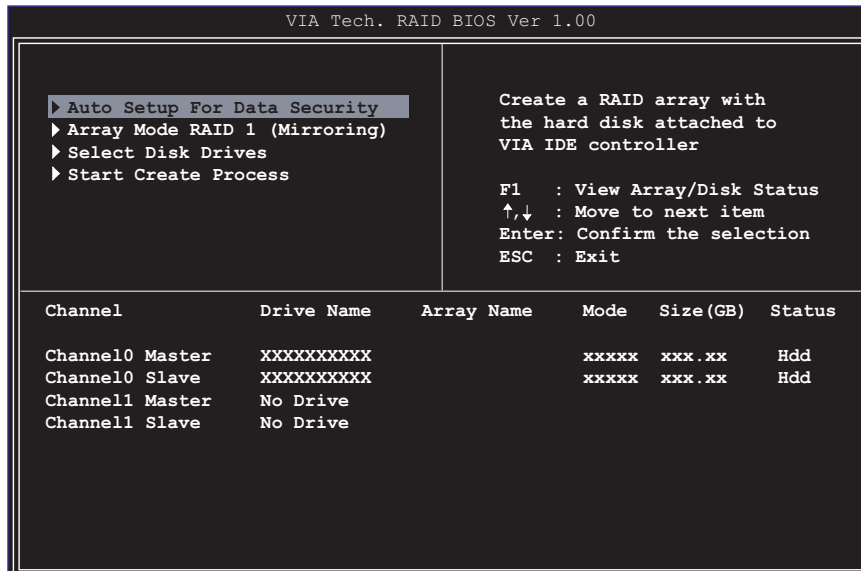 VIA Tech. RAID BIOS Ver 1.00
Auto Setup For Data Security
Array Mode RAID 1 (Mirroring)
Select Disk Drives
Start Create Process
Create a RAID array with
the hard disk attached to
VIA IDE controller
F1 : View Array/Disk Status
↑,↓ : Move to next item
Enter: Confirm the selection
ESC : Exit
Channel Drive Name Array Name Mode Size(GB) Status
Channel0 Master XXXXXXXXXX xxxxx xxx.xx Hdd
Channel0 Slave XXXXXXXXXX xxxxx xxx.xx Hdd
Channel1 Master No Drive
Channel1 Slave No Drive